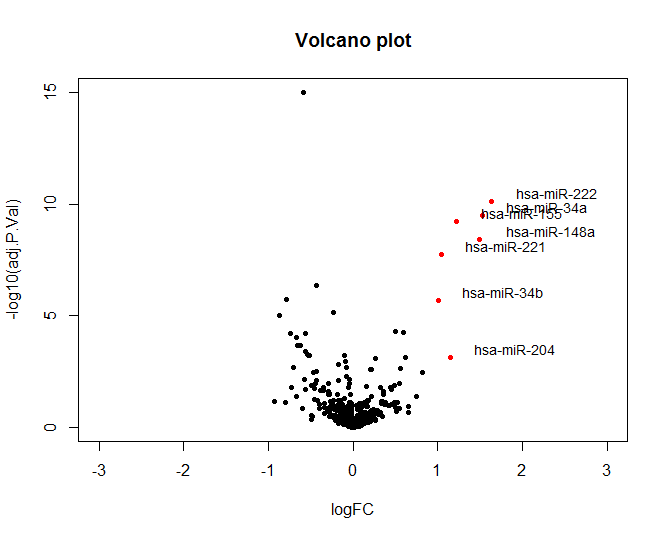 Volcano plot
15
10
5
0
-log10(adj.P.Val)
hsa-miR-222
hsa-miR-34a
hsa-miR-155
hsa-miR-148a
hsa-miR-221
hsa-miR-34b
hsa-miR-204
-3 -2 -1 0 1 2 3
logFC